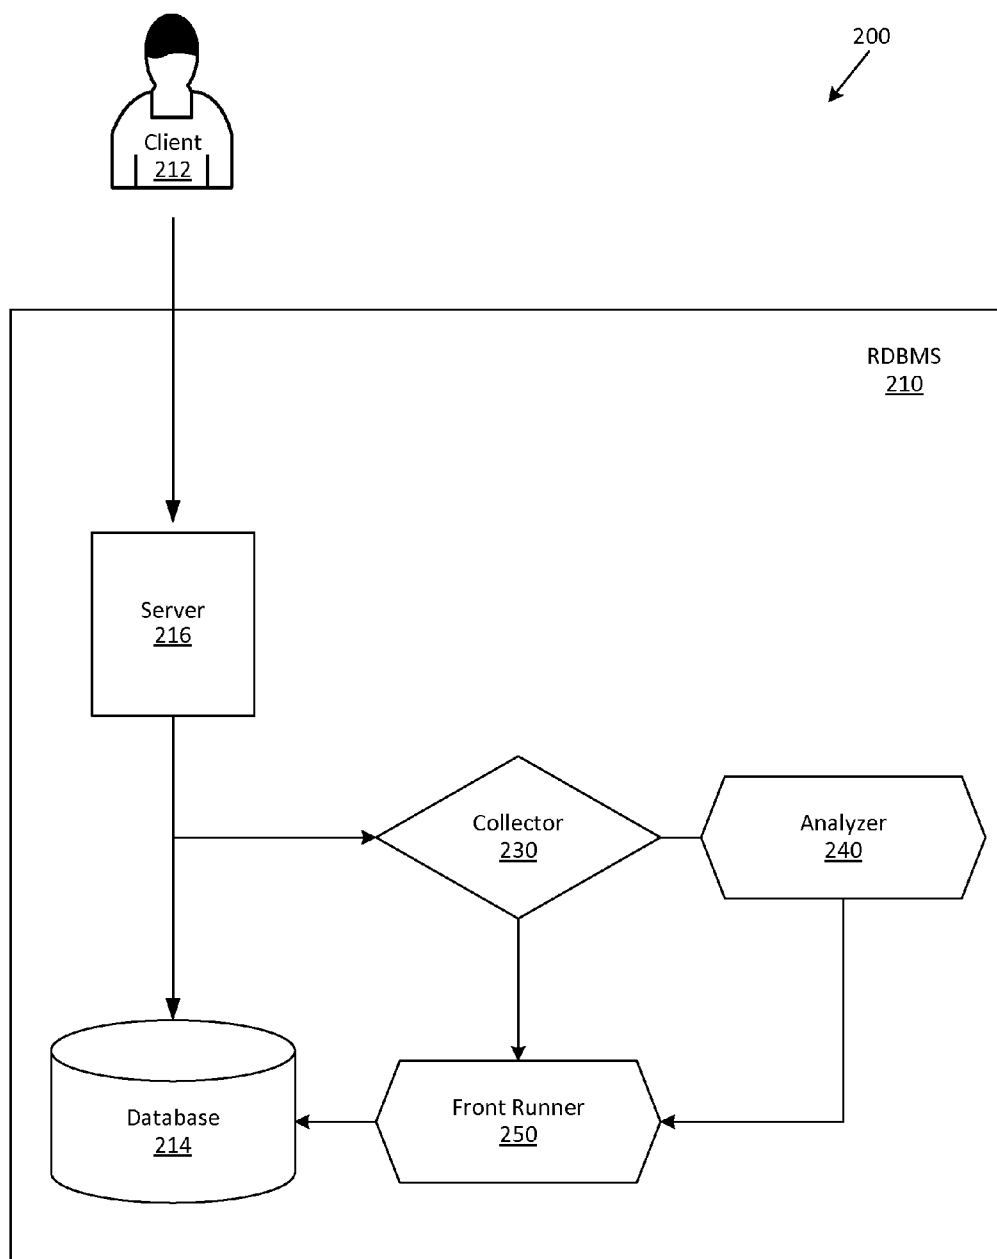 200
Client
212
RDBMS
210
Server
216
Collector
230
Analyzer
240
Front Runner
250
Database
214